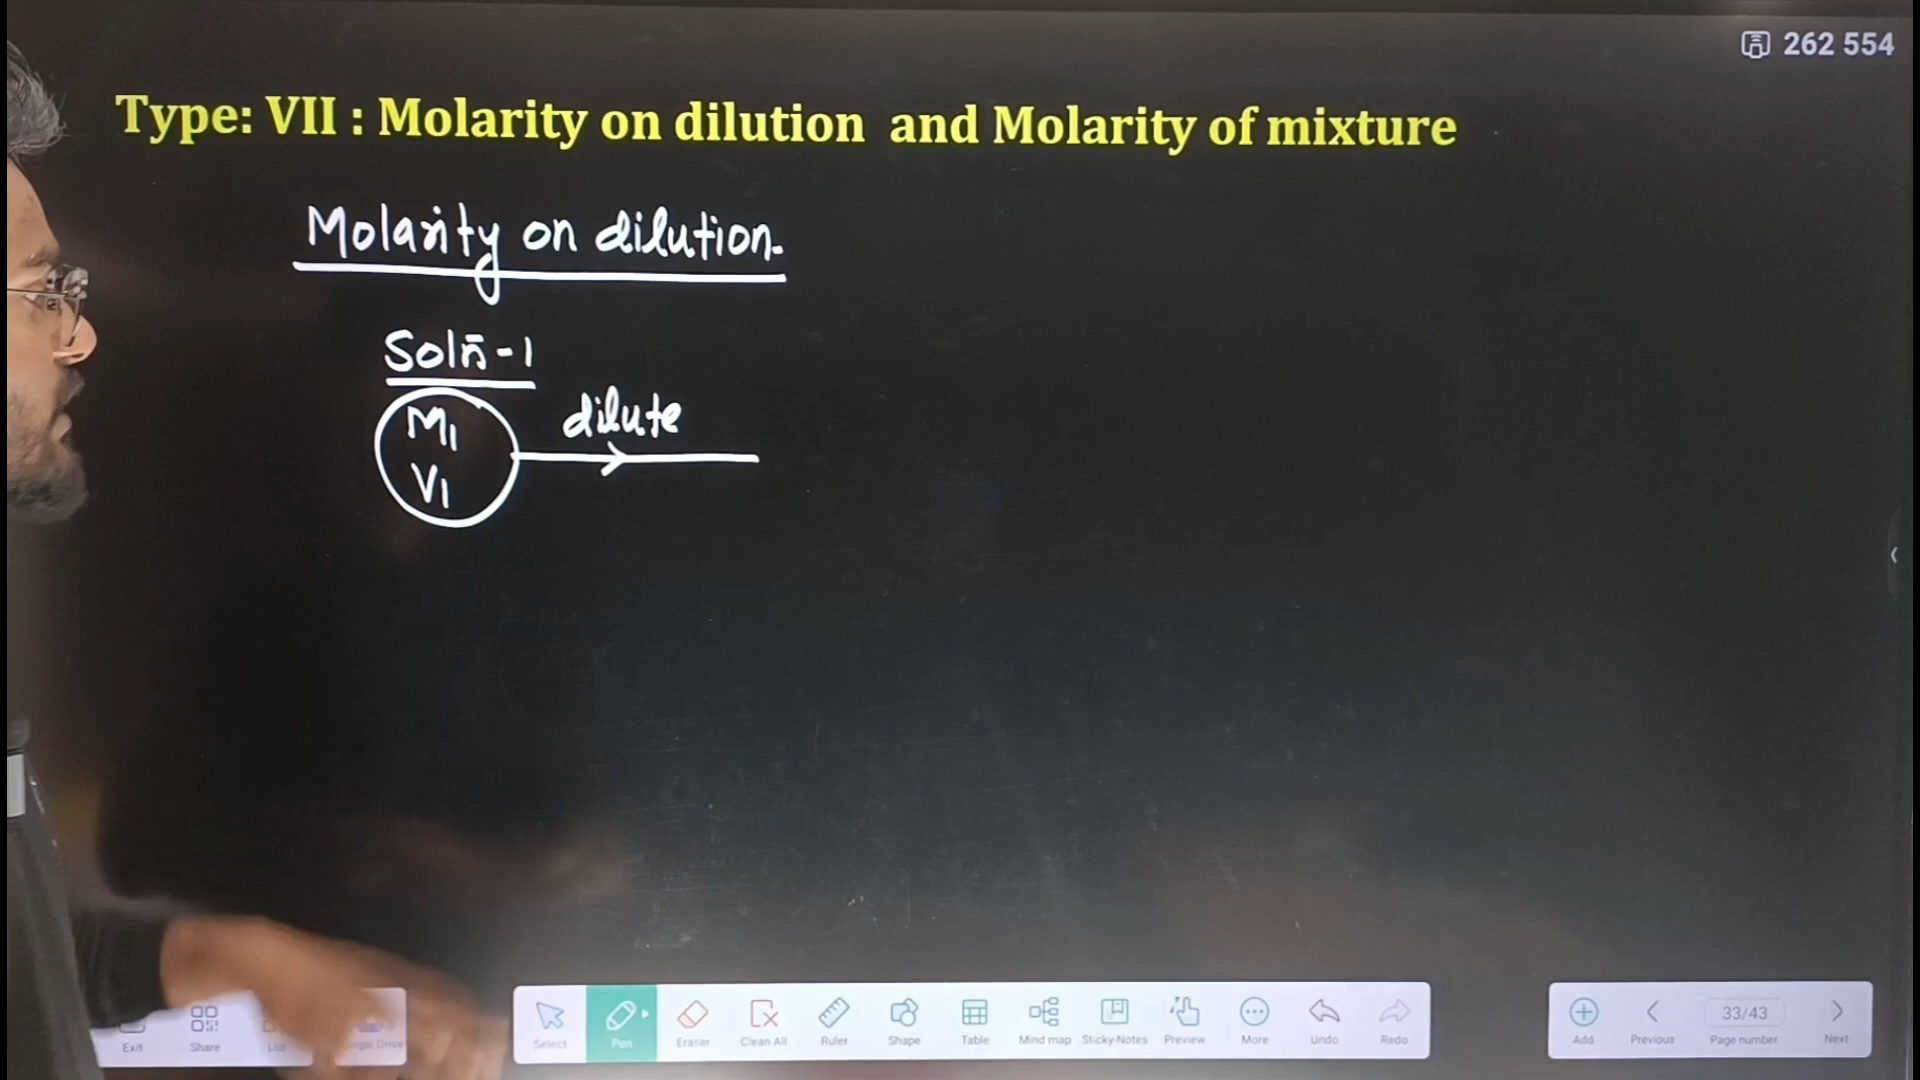 262 554
Type: VII : Molarity on dilution and Molarity of mixture
Molarity on dilution.
Solñ-1
M1 dilute
V1
Exit Share Select Pen Eraser Clean All Ruler Shape Table Mind map Sticky Notes Preview More Undo Redo Add Previous 33/43 Page number Next